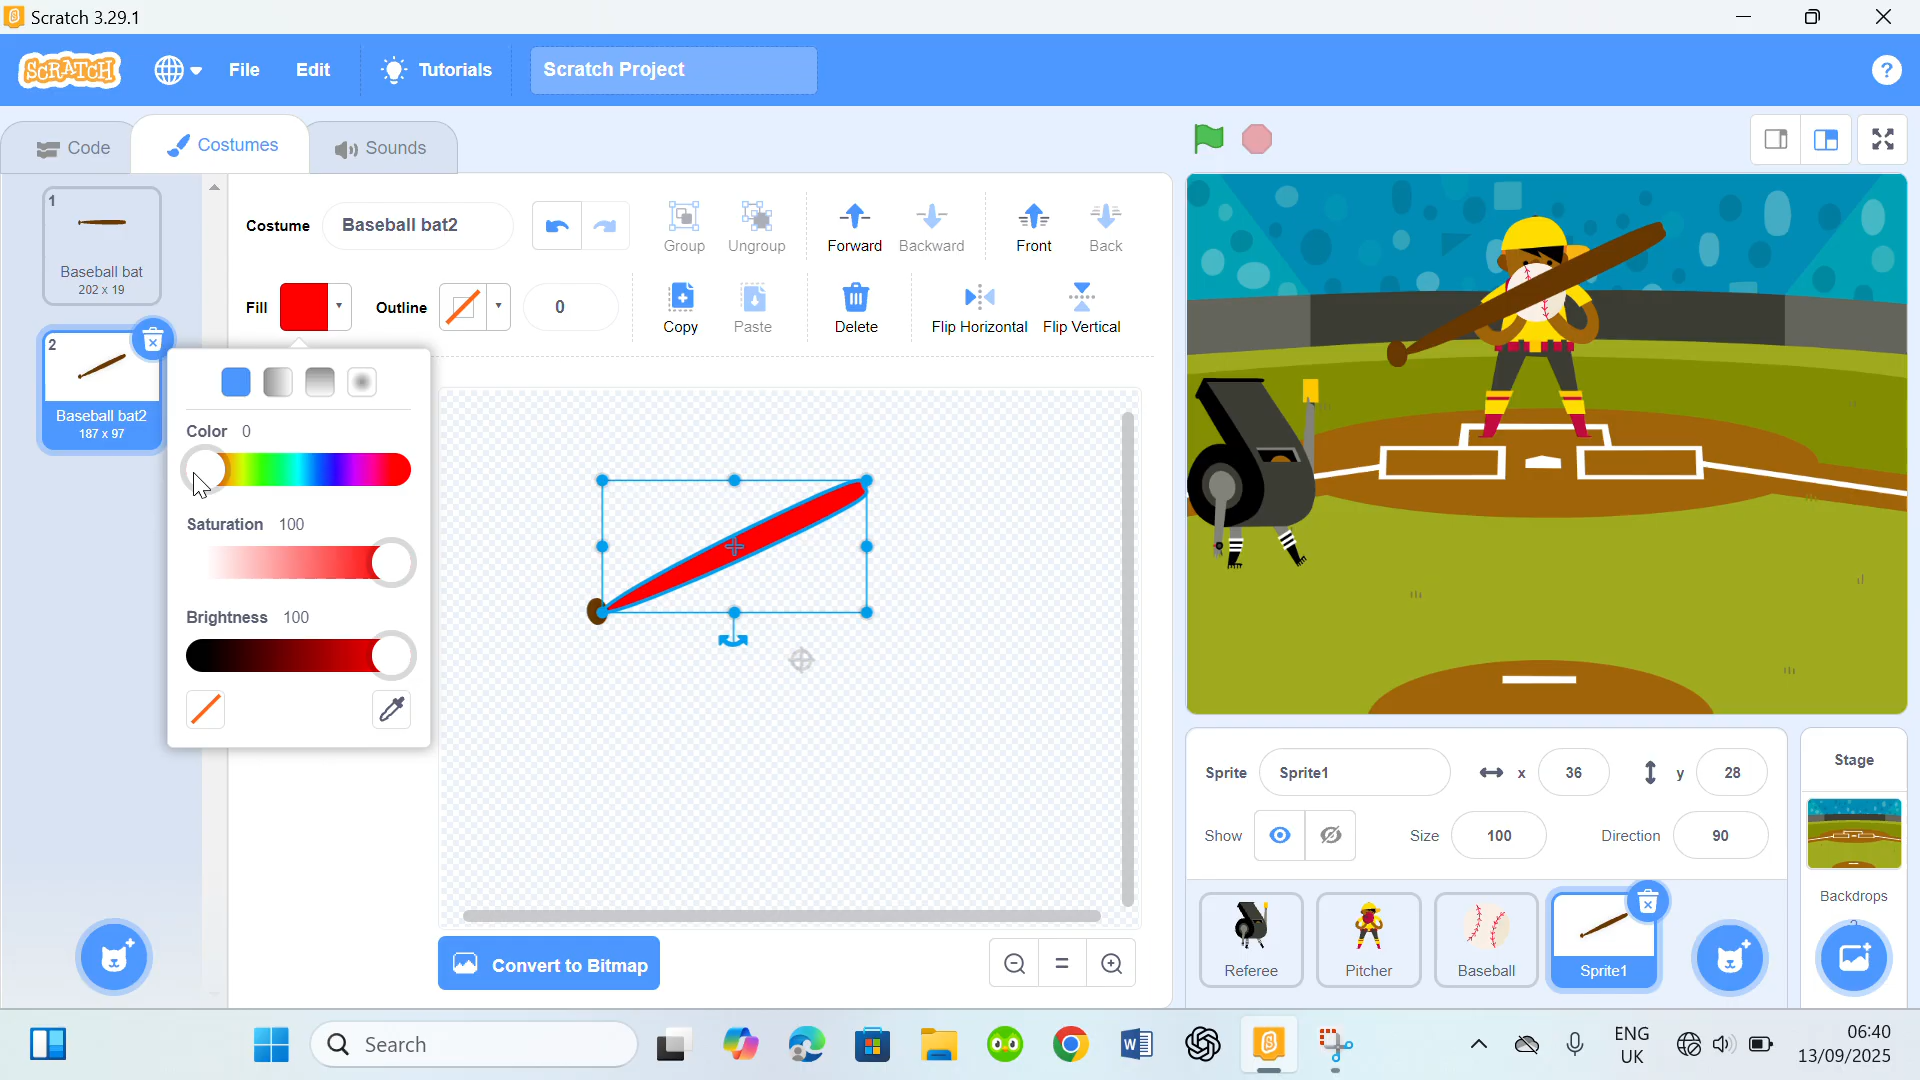 Scratch 3.29.1
SCRATCH
File
Edit
Tutorials
Scratch Project
?
Code
Costumes
Sounds
1
Baseball bat
202 x 19
2
Baseball bat2
187 x 97
Costume
Baseball bat2
Group
Ungroup
Forward
Backward
Front
Back
Fill
Outline
0
Copy
Paste
Delete
Flip Horizontal
Flip Vertical
Color 0
Saturation 100
Brightness 100
Convert to Bitmap
Sprite
Sprite1
x
36
y
28
Show
Size
100
Direction
90
Referee
Pitcher
Baseball
Sprite1
Stage
Backdrops
Search
ENG
UK
06:40
13/09/2025